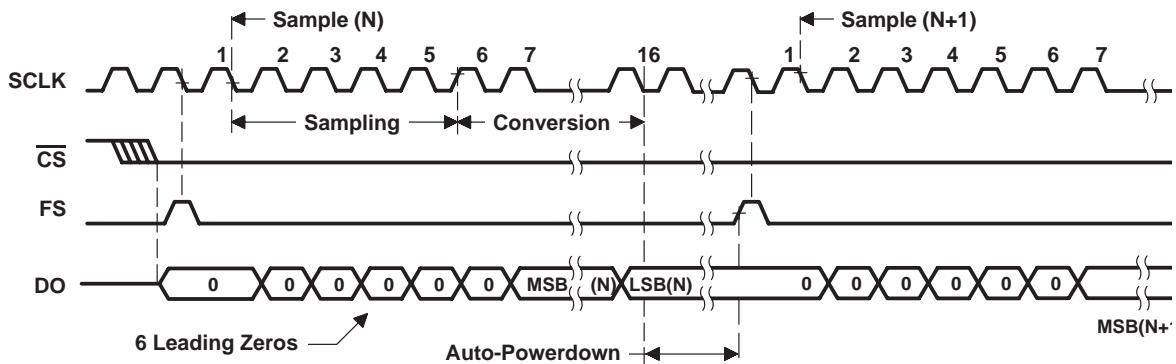 Sample (N)
Sample (N+1)
1 2 3 4 5 6 7 16 1 2 3 4 5 6 7
SCLK
Sampling
Conversion
CS
FS
DO
0 0 0 0 0 0 MSB (N) LSB(N) 0 0 0 0 0 0
MSB(N+1
6 Leading Zeros
Auto-Powerdown